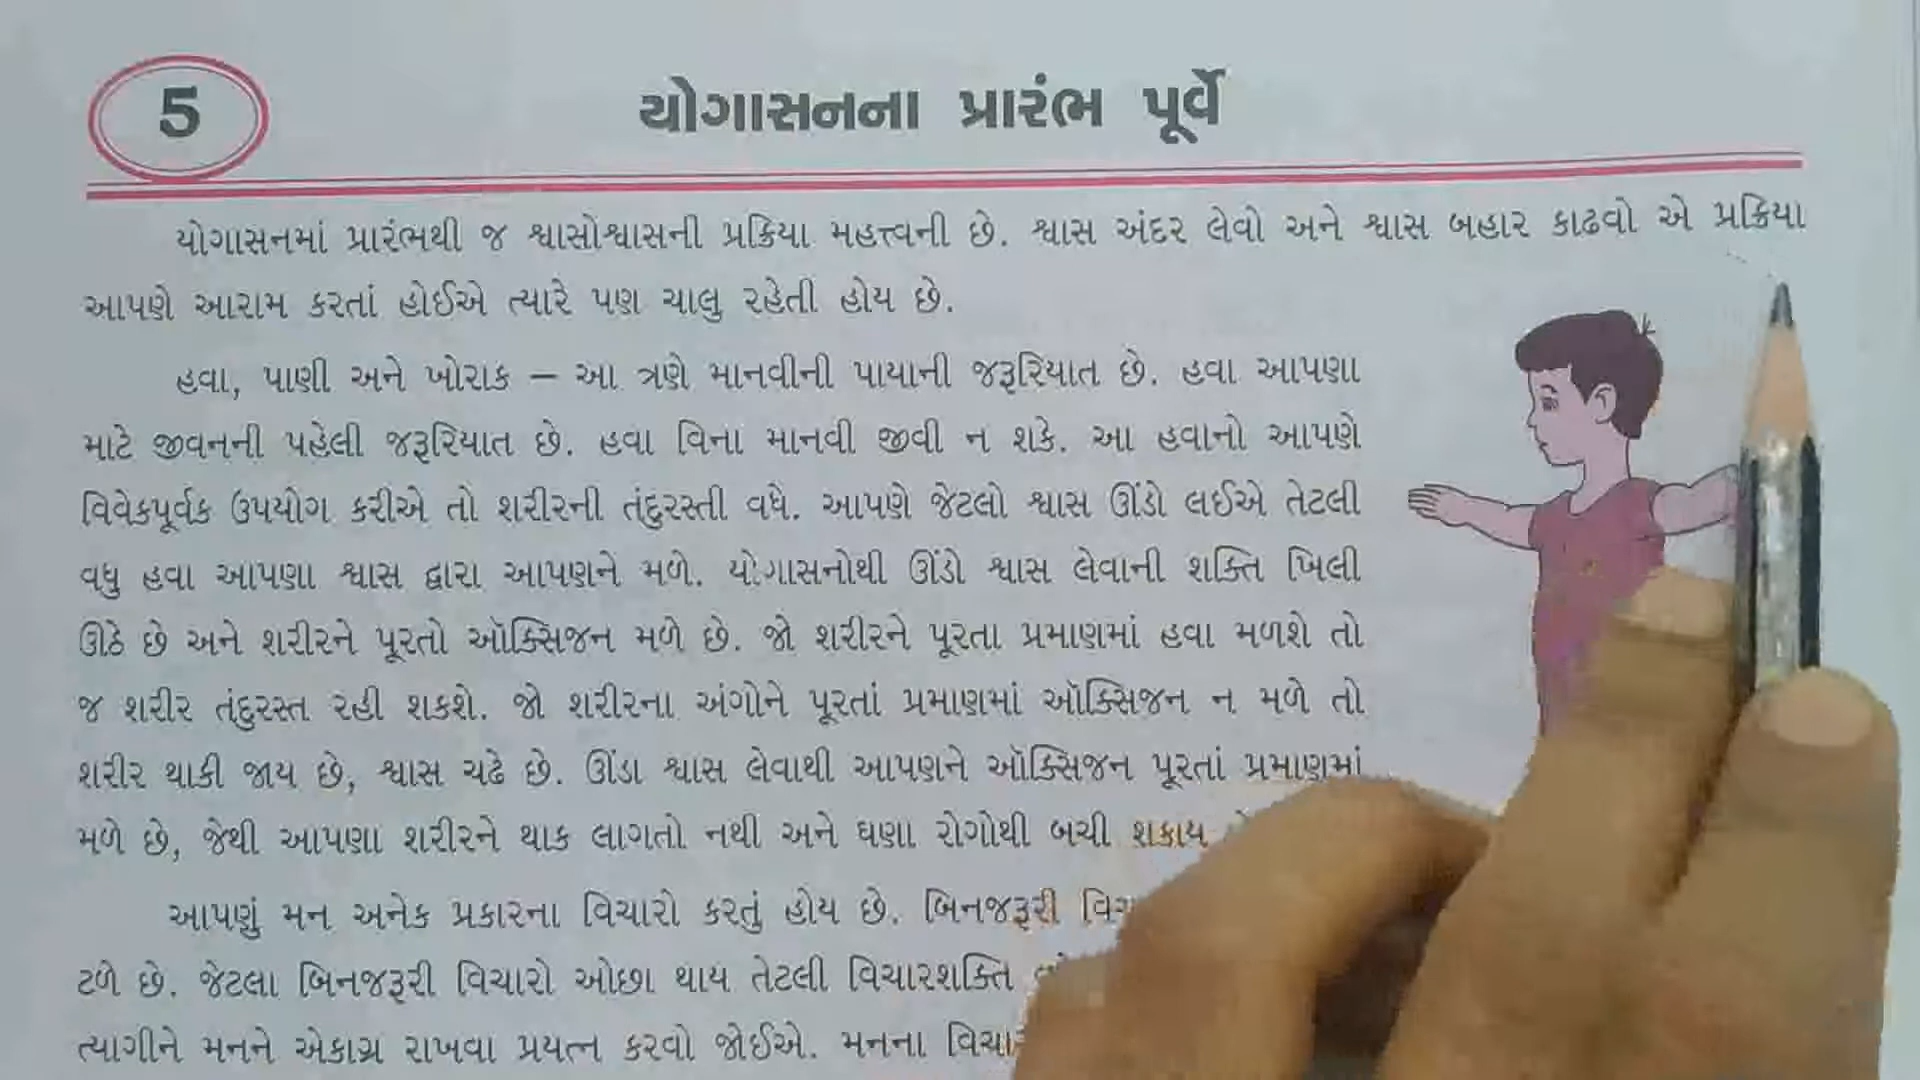 5
યોગાસનના પ્રારંભ પૂર્વે
યોગાસનમાં પ્રારંભથી જ શ્વાસોશ્વાસની પ્રક્રિયા મહત્ત્વની છે. શ્વાસ અંદર લેવો અને શ્વાસ બહાર કાઢવો એ પ્રક્રિયા
આપણે આરામ કરતાં હોઈએ ત્યારે પણ ચાલુ રહેતી હોય છે.
હવા, પાણી અને ખોરાક – આ ત્રણે માનવીની પાયાની જરૂરિયાત છે. હવા આપણા
માટે જીવનની પહેલી જરૂરિયાત છે. હવા વિના માનવી જીવી ન શકે. આ હવાનો આપણે
વિવેકપૂર્વક ઉપયોગ કરીએ તો શરીરની તંદુરસ્તી વધે. આપણે જેટલો શ્વાસ ઊંડો લઈએ તેટલી
વધુ હવા આપણા શ્વાસ દ્વારા આપણને મળે. યોગાસનોથી ઊંડો શ્વાસ લેવાની શક્તિ ખિલી
ઊઠે છે અને શરીરને પૂરતો ઑક્સિજન મળે છે. જો શરીરને પૂરતા પ્રમાણમાં હવા મળશે તો
જ શરીર તંદુરસ્ત રહી શકશે. જો શરીરના અંગોને પૂરતાં પ્રમાણમાં ઑક્સિજન ન મળે તો
શરીર થાકી જાય છે, શ્વાસ ચઢે છે. ઊંડા શ્વાસ લેવાથી આપણને ઑક્સિજન પૂરતાં પ્રમાણમાં
મળે છે, જેથી આપણા શરીરને થાક લાગતો નથી અને ઘણા રોગોથી બચી શકાય
આપણું મન અનેક પ્રકારના વિચારો કરતું હોય છે. બિનજરૂરી
ટળે છે. જેટલા બિનજરૂરી વિચારો ઓછા થાય તેટલી વિચારશક્તિ
ત્યાગીને મનને એકાગ્ર રાખવા પ્રયત્ન કરવો જોઈએ. મનના